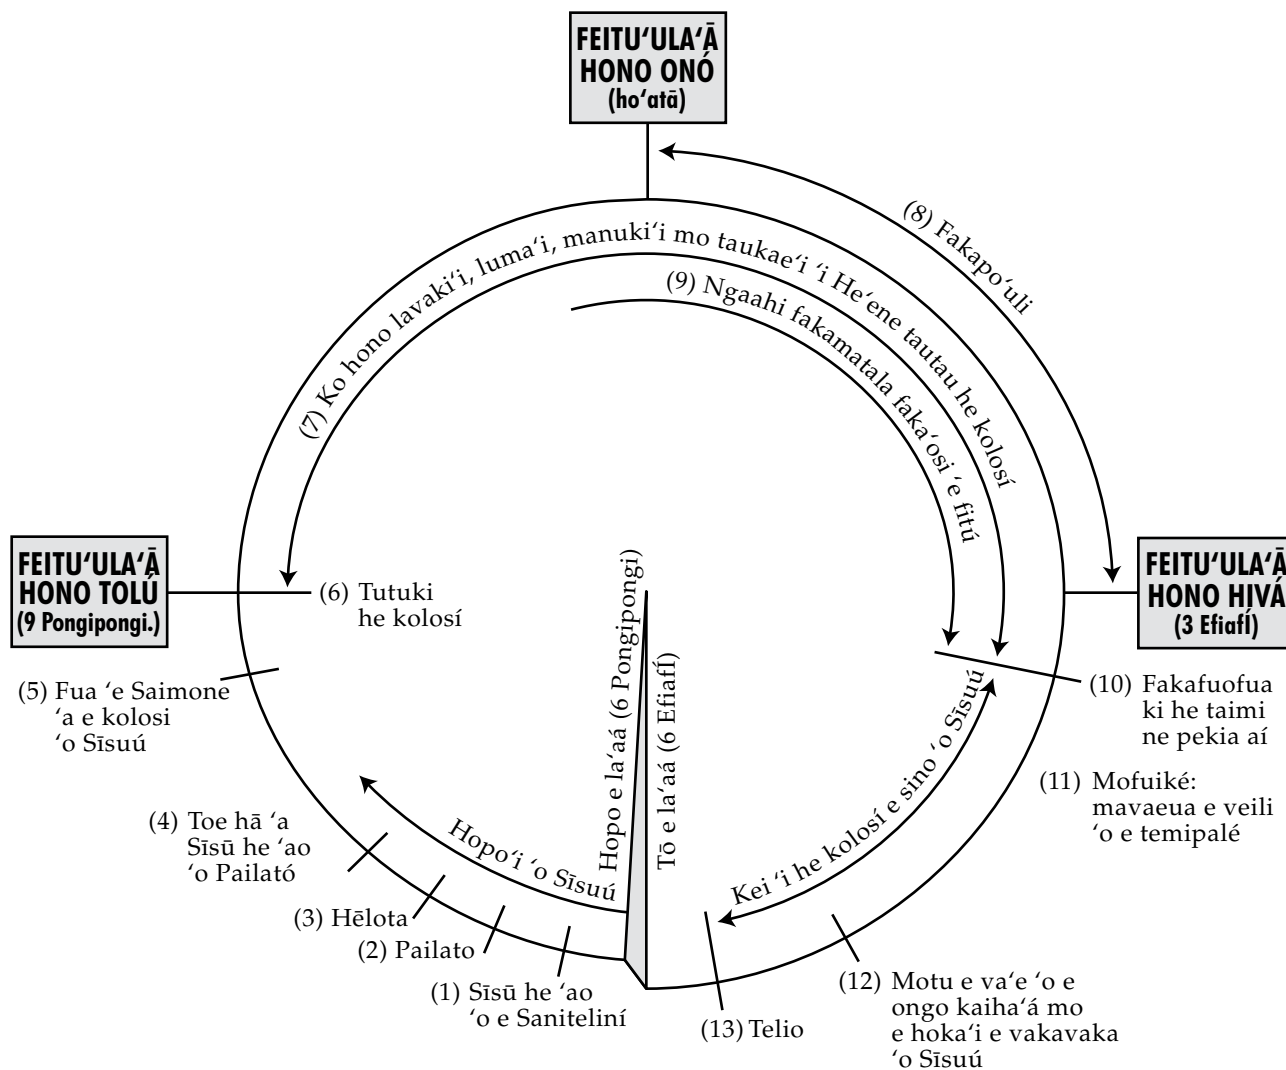 FEITU‘ULA‘Ā
HONO ONÓ
(ho‘atā)
(8) Fakapo‘uli
(7) Ko hono lavaki‘i, luma‘i, manuki‘i mo taukae‘i ‘i He‘ene tautau he kolosí
(9) Ngaahi fakamatala faka‘osi ‘e fitú
FEITU‘ULA‘Ā
HONO TOLÚ
(9 Pongipongi.)
FEITU‘ULA‘Ā
HONO HIVÁ
(3 Efiafí)
(6) Tutuki
he kolosí
(5) Fua ‘e Saimone
‘a e kolosi
‘o Sīsuú
(4) Toe hā ‘a
Sīsū he ‘ao
‘o Pailató
(3) Hēlota
(2) Pailato
(1) Sīsū he ‘ao
‘o e Saniteliní
Hopo‘i ‘o Sīsuú
Hopo e la‘aá (6 Pongipongi)
Tō e la‘aá (6 Efiafí)
Kei ‘i he kolosí e sino ‘o Sīsuú
(10) Fakafuofua
ki he taimi
ne pekia aí
(11) Mofuiké:
mavaeua e veili
‘o e temipalé
(12) Motu e va‘e ‘o e
ongo kaiha‘á mo
e hoka‘i e vakavaka
‘o Sīsuú
(13) Telio